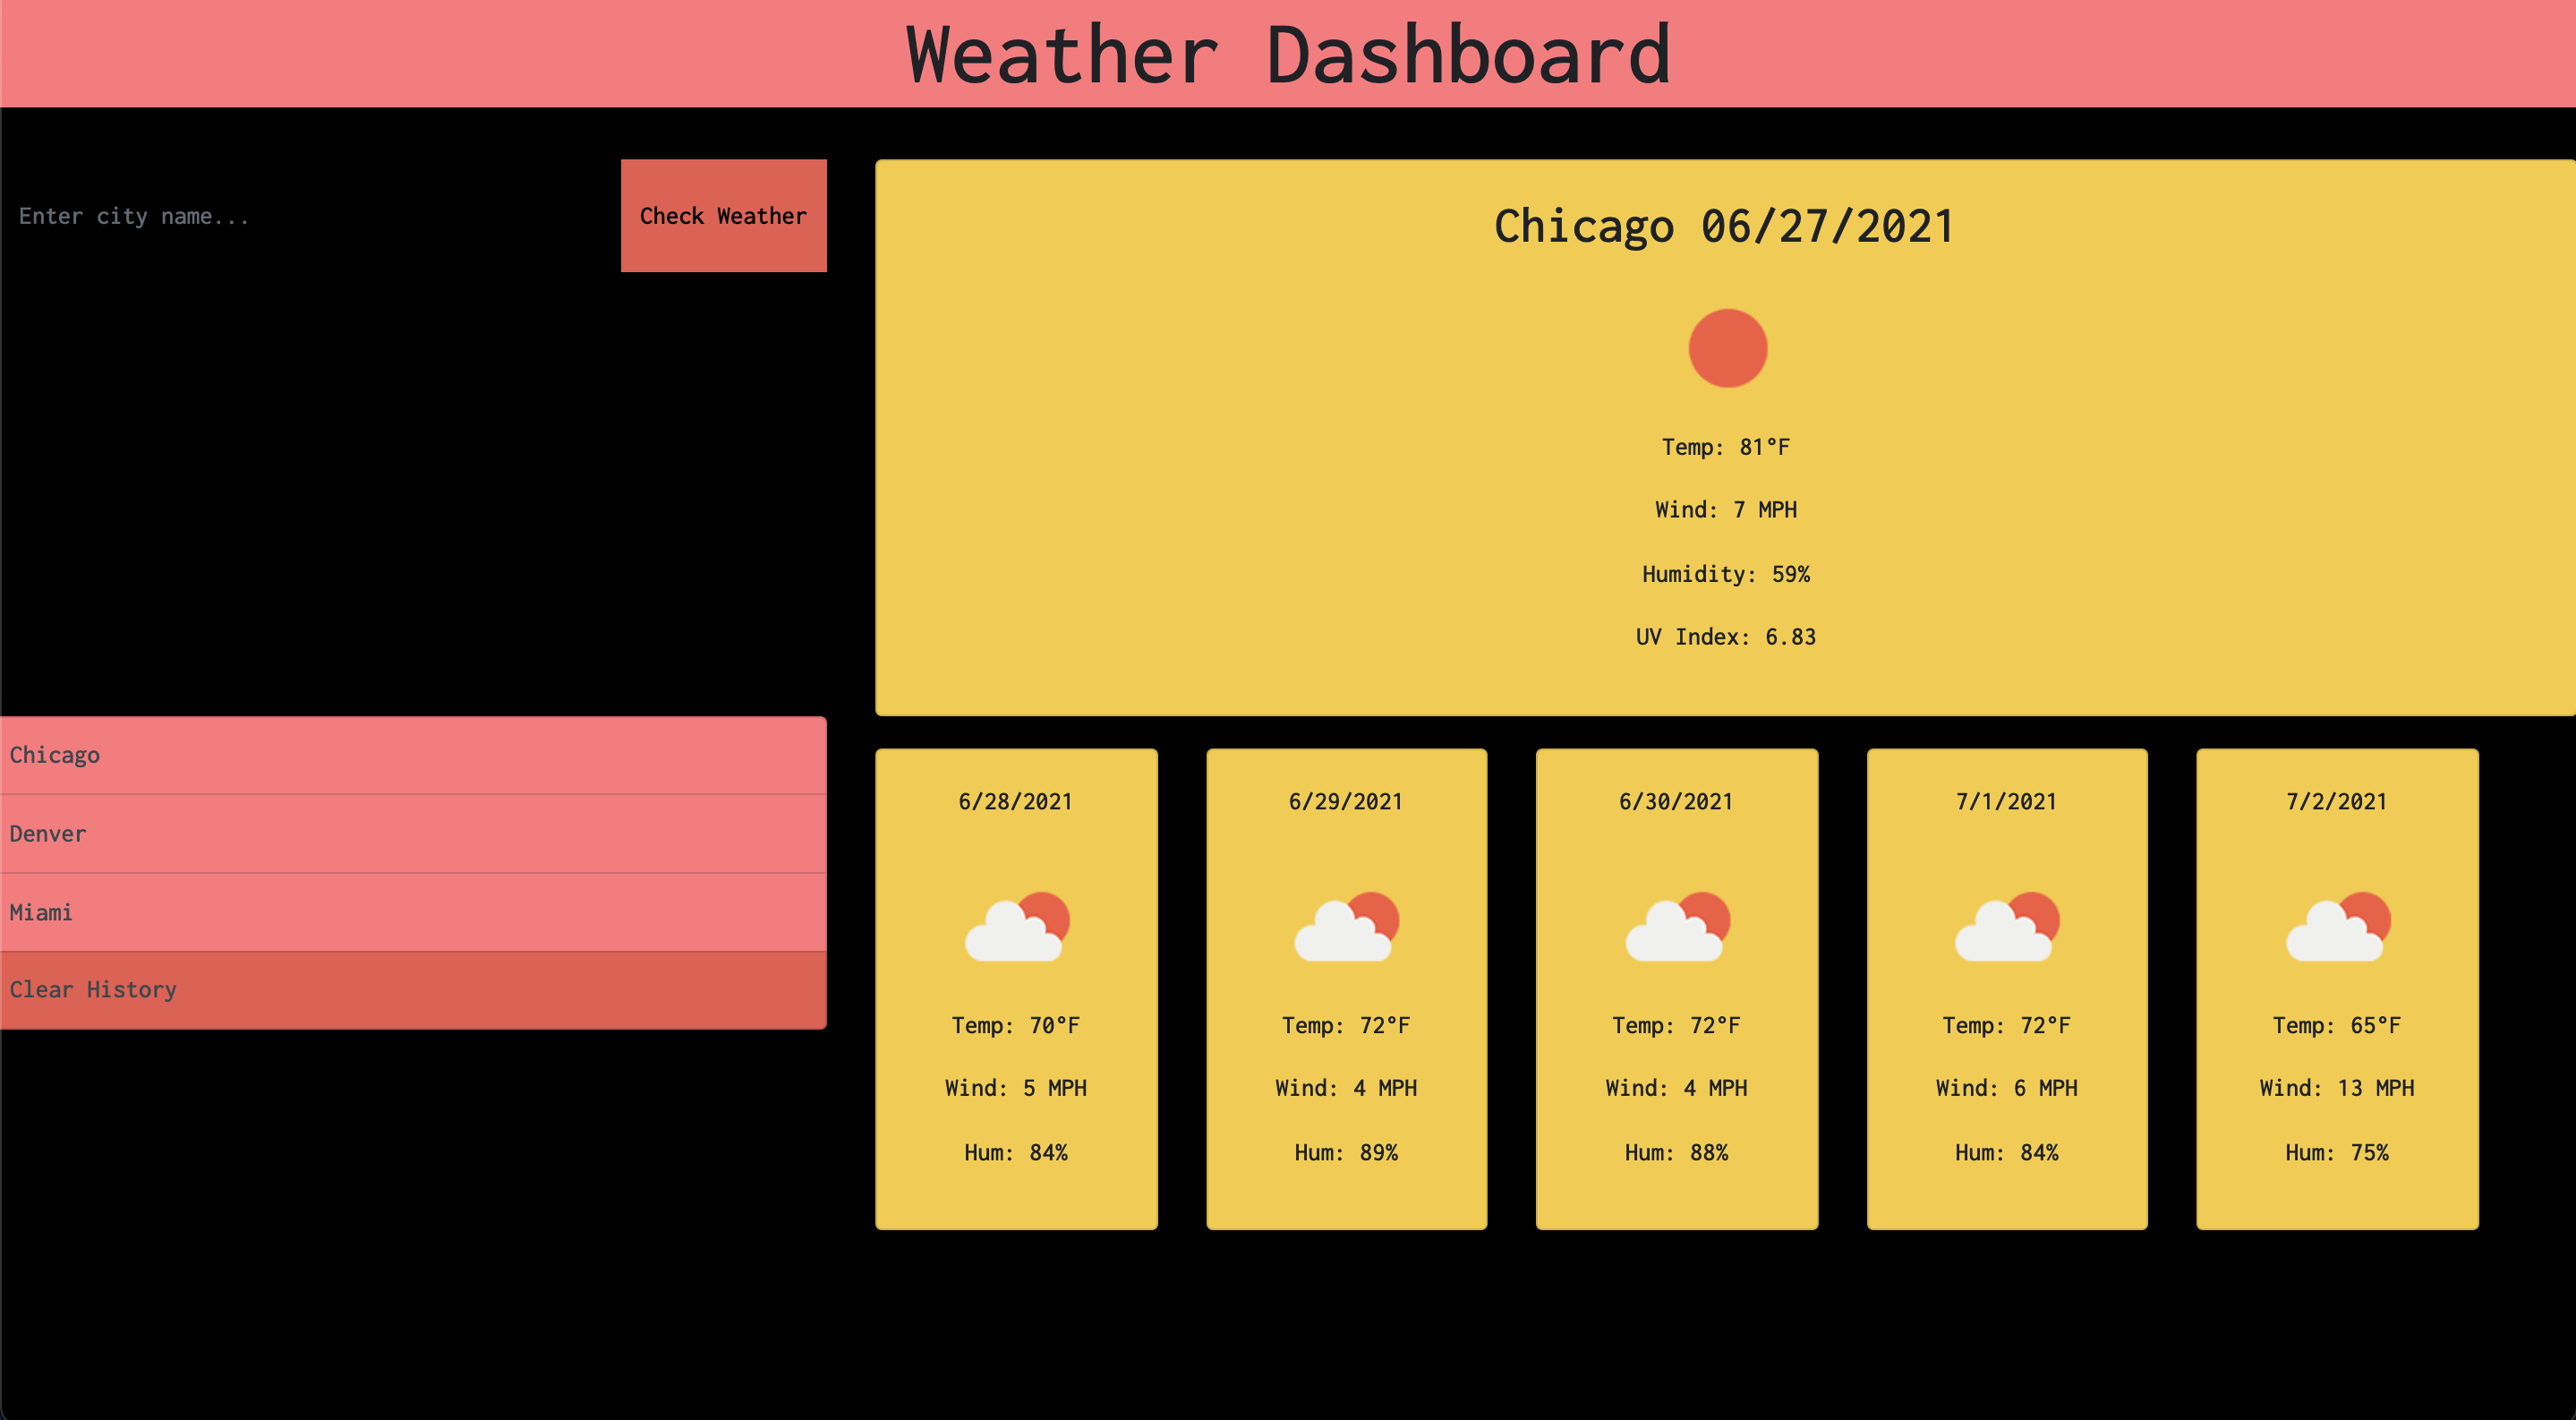 Weather Dashboard
Enter city name...
Check Weather
Chicago 06/27/2021
Temp: 81°F
Wind: 7 MPH
Humidity: 59%
UV Index: 6.83
Chicago
Denver
Miami
Clear History
6/28/2021
Temp: 70°F
Wind: 5 MPH
Hum: 84%
6/29/2021
Temp: 72°F
Wind: 4 MPH
Hum: 89%
6/30/2021
Temp: 72°F
Wind: 4 MPH
Hum: 88%
7/1/2021
Temp: 72°F
Wind: 6 MPH
Hum: 84%
7/2/2021
Temp: 65°F
Wind: 13 MPH
Hum: 75%